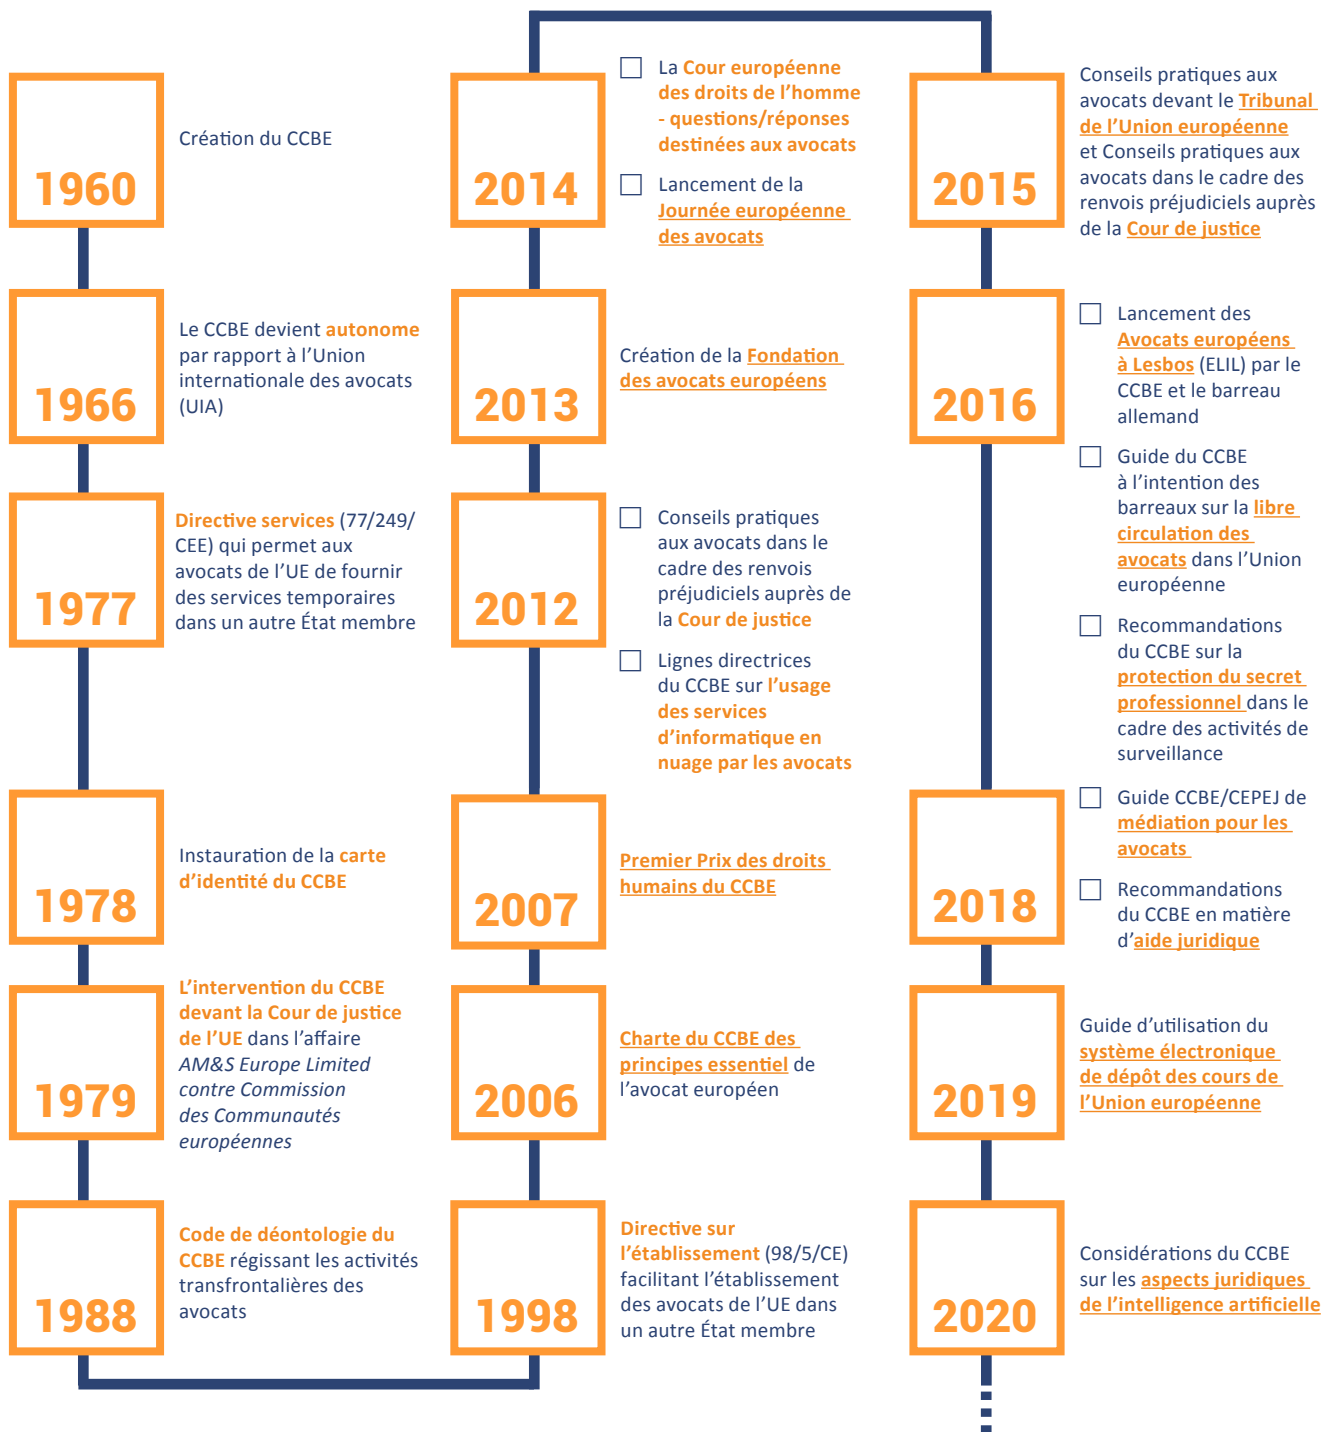 1960
Création du CCBE
1966
Le CCBE devient autonome
par rapport à l’Union
internationale des avocats
(UIA)
1977
Directive services (77/249/
CEE) qui permet aux
avocats de l’UE de fournir
des services temporaires
dans un autre État membre
1978
Instauration de la carte
d’identité du CCBE
1979
L’intervention du CCBE
devant la Cour de justice
de l’UE dans l’affaire
AM&S Europe Limited
contre Commission
des Communautés
européennes
1988
Code de déontologie du
CCBE régissant les activités
transfrontalières des
avocats
1998
Directive sur
l’établissement (98/5/CE)
facilitant l’établissement
des avocats de l’UE dans
un autre État membre
2006
Charte du CCBE des
principes essentiel de
l’avocat européen
2007
Premier Prix des droits
humains du CCBE
2012
Conseils pratiques
aux avocats dans le
cadre des renvois
préjudiciels auprès de
la Cour de justice
Lignes directrices
du CCBE sur l’usage
des services
d’informatique en
nuage par les avocats
2013
Création de la Fondation
des avocats européens
2014
La Cour européenne
des droits de l’homme
- questions/réponses
destinées aux avocats
Lancement de la
Journée européenne
des avocats
2015
Conseils pratiques aux
avocats devant le Tribunal
de l’Union européenne
et Conseils pratiques aux
avocats dans le cadre des
renvois préjudiciels auprès
de la Cour de justice
2016
Lancement des
Avocats européens
à Lesbos (ELIL) par le
CCBE et le barreau
allemand
Guide du CCBE
à l’intention des
barreaux sur la libre
circulation des
avocats dans l’Union
européenne
Recommandations
du CCBE sur la
protection du secret
professionnel dans le
cadre des activités de
surveillance
2018
Guide CCBE/CEPEJ de
médiation pour les
avocats
Recommandations
du CCBE en matière
d’aide juridique
2019
Guide d’utilisation du
système électronique
de dépôt des cours de
l’Union européenne
2020
Considérations du CCBE
sur les aspects juridiques
de l’intelligence artificielle